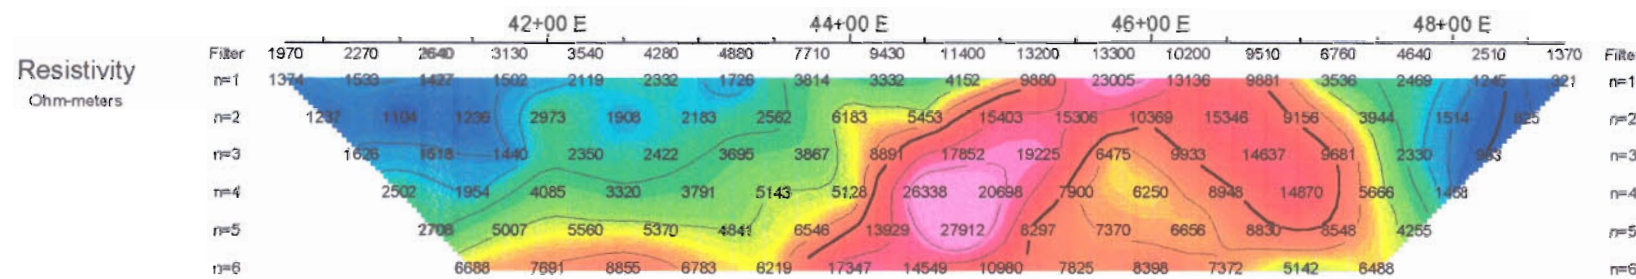 42+00 E 44+00 E 46+00 E 48+00 E
Filter 1970 2270 2640 3130 3540 4280 4880 7710 9430 11400 13200 13300 10200 9510 6760 4640 2510 1370 Filte
Resistivity
Ohm-meters
n=1 1374 1533 1427 1502 2119 2332 1726 3814 3332 4152 9880 23005 13136 9681 3536 2469 1245 921 n=1
n=2 1237 1104 1236 2973 1908 2183 2562 6183 5453 15403 15306 10369 15346 9156 3944 1514 825 n=2
n=3 1626 1618 1440 2350 2422 3695 3867 8891 17852 19225 6475 9933 14637 9681 2330 983 n=3
n=4 2502 1954 4085 3320 3791 5143 5128 26338 20698 7900 6250 8948 14870 5666 1468 n=4
n=5 2708 5007 5560 5370 4841 6546 13929 27912 8297 7370 6656 8830 8548 4255 n=5
n=6 6688 7691 8855 6783 6219 17347 14549 10980 7825 8398 7372 5142 6488 n=6